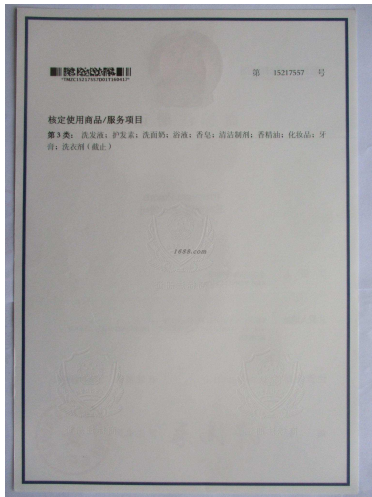 第 15217557 号
*TMZC15217557D01T160417*
核定使用商品/服务项目
第 3 类：洗发液；护发素；洗面奶；浴液；香皂；清洁制剂；香精油；化妆品；牙
膏；洗衣剂（截止）
1688.com